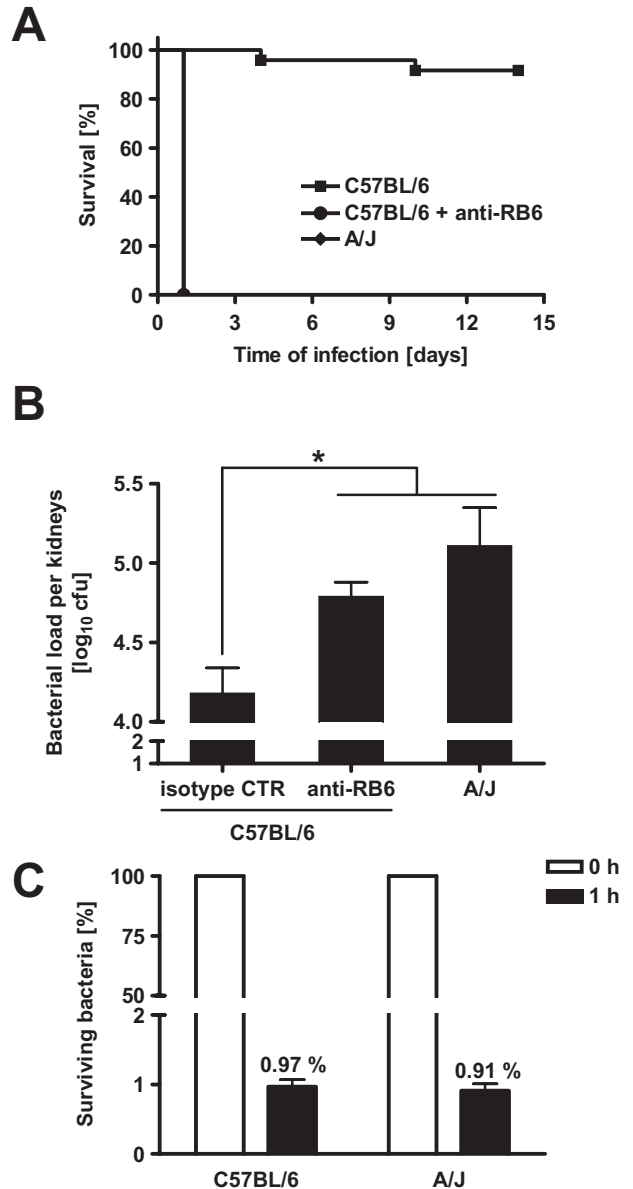 A
Survival [%]
100
80
60
40
20
0
C57BL/6
C57BL/6 + anti-RB6
A/J
0 3 6 9 12 15
Time of infection [days]
B
Bacterial load per kidneys
[log₁₀ cfu]
*
5.5
5.0
4.5
4.0
2
1
isotype CTR anti-RB6 A/J
C57BL/6
C
Surviving bacteria [%]
0 h
1 h
100
75
50
2
1
0
0.97 %
0.91 %
C57BL/6 A/J